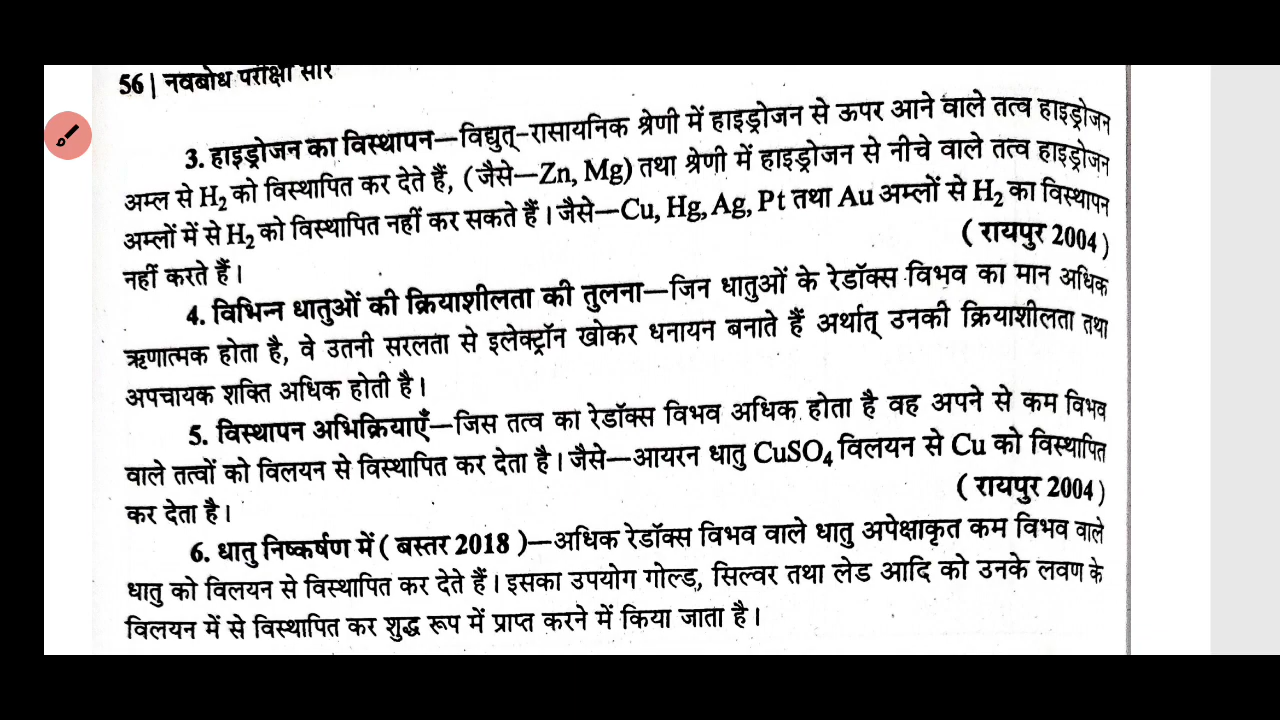 56 | नवबोध परीक्षा सार
3. हाइड्रोजन का विस्थापन—विद्युत्-रासायनिक श्रेणी में हाइड्रोजन से ऊपर आने वाले तत्व हाइड्रोजन
अम्ल से H₂ को विस्थापित कर देते हैं, (जैसे—Zn, Mg) तथा श्रेणी में हाइड्रोजन से नीचे वाले तत्व हाइड्रोजन
अम्लों में से H₂ को विस्थापित नहीं कर सकते हैं। जैसे—Cu, Hg, Ag, Pt तथा Au अम्लों से H₂ का विस्थापन
नहीं करते हैं। ( रायपुर 2004 )
4. विभिन्न धातुओं की क्रियाशीलता की तुलना—जिन धातुओं के रेडॉक्स विभव का मान अधिक
ऋणात्मक होता है, वे उतनी सरलता से इलेक्ट्रॉन खोकर धनायन बनाते हैं अर्थात् उनकी क्रियाशीलता तथा
अपचायक शक्ति अधिक होती है।
5. विस्थापन अभिक्रियाएँ—जिस तत्व का रेडॉक्स विभव अधिक होता है वह अपने से कम विभव
वाले तत्वों को विलयन से विस्थापित कर देता है। जैसे—आयरन धातु CuSO₄ विलयन से Cu को विस्थापित
कर देता है। ( रायपुर 2004 )
6. धातु निष्कर्षण में ( बस्तर 2018 )—अधिक रेडॉक्स विभव वाले धातु अपेक्षाकृत कम विभव वाले
धातु को विलयन से विस्थापित कर देते हैं। इसका उपयोग गोल्ड, सिल्वर तथा लेड आदि को उनके लवण के
विलयन में से विस्थापित कर शुद्ध रूप में प्राप्त करने में किया जाता है।